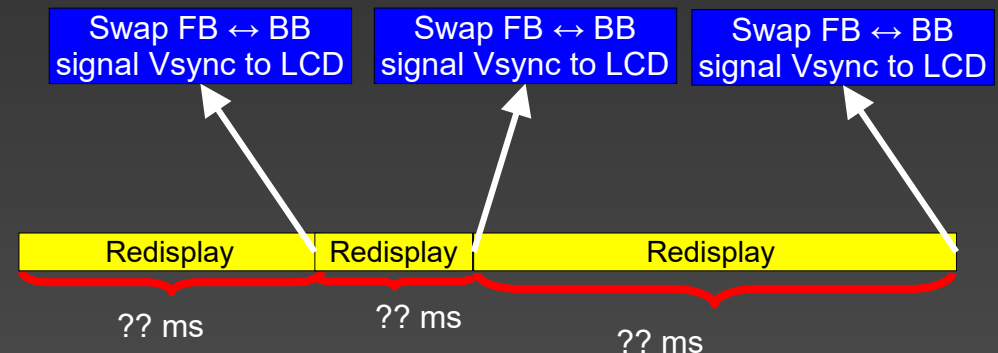 Swap FB ↔ BB
signal Vsync to LCD
Swap FB ↔ BB
signal Vsync to LCD
Swap FB ↔ BB
signal Vsync to LCD
Redisplay
Redisplay
Redisplay
?? ms
?? ms
?? ms